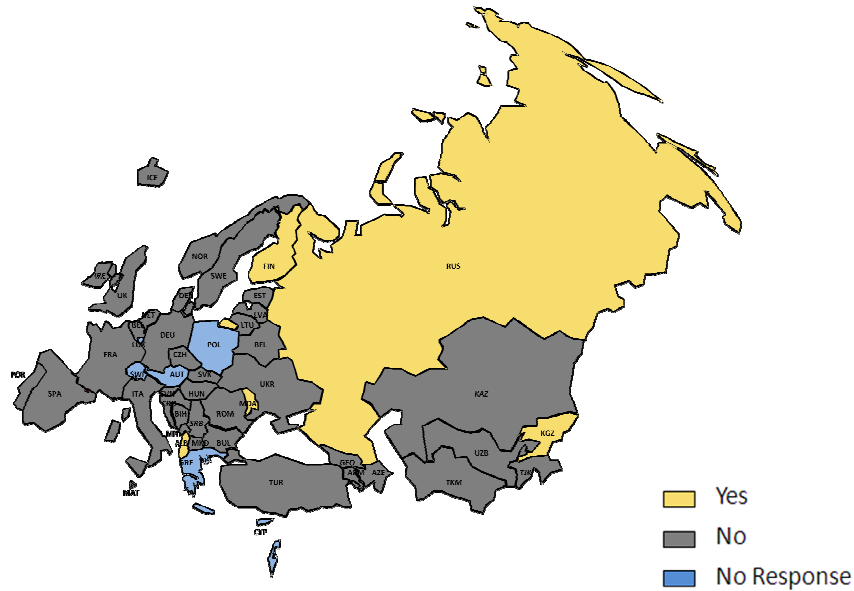 ICE
NOR
SWE
FIN
RUS
IRE
UK
DEN
EST
LVA
LTU
NET
BEL
LUX
DEU
POL
BEL
FRA
CZH
SVK
UKR
SWI
AUT
HUN
MDA
POR
SPA
ITA
SVN
CRO
BIH
SRB
ROM
KAZ
ALB
MKD
BUL
GRE
GEO
ARM
AZE
TUR
UZB
KGZ
TKM
TJK
MAT
CYP
Yes
No
No Response